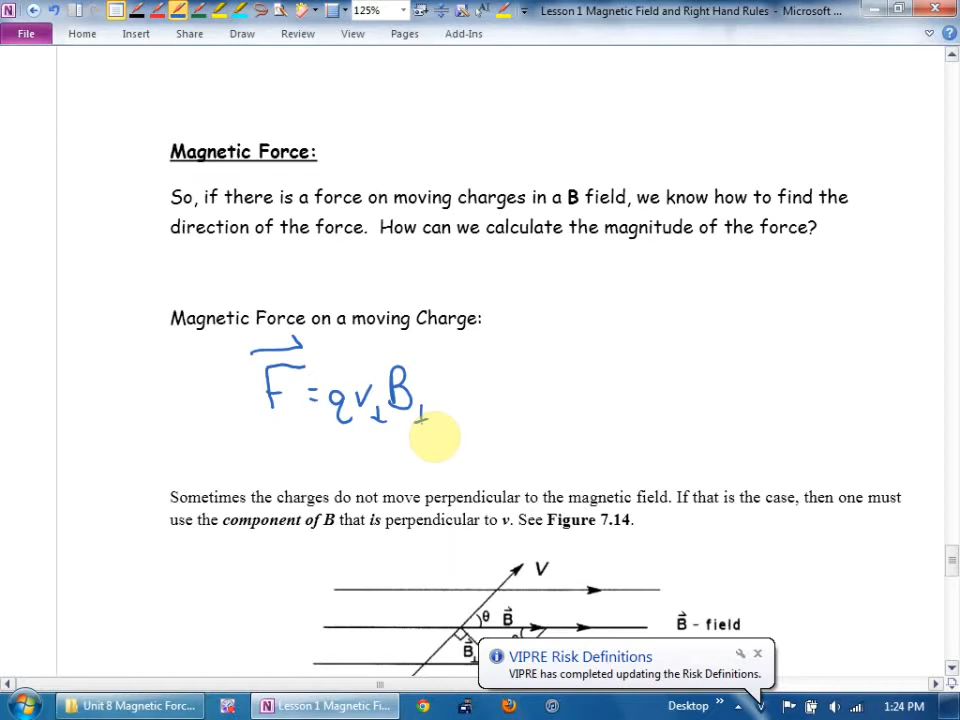 125%
Lesson 1 Magnetic Field and Right Hand Rules - Microsoft ...
File Home Insert Share Draw Review View Pages Add-Ins
Magnetic Force:
So, if there is a force on moving charges in a B field, we know how to find the
direction of the force. How can we calculate the magnitude of the force?
Magnetic Force on a moving Charge:
F⃗ = qv⊥B⊥
Sometimes the charges do not move perpendicular to the magnetic field. If that is the case, then one must
use the component of B that is perpendicular to v. See Figure 7.14.
V
θ B⃗
B⃗ - field
B⃗⊥
VIPRE Risk Definitions
VIPRE has completed updating the Risk Definitions.
Unit 8 Magnetic Forc... Lesson 1 Magnetic Fi... Desktop » 1:24 PM